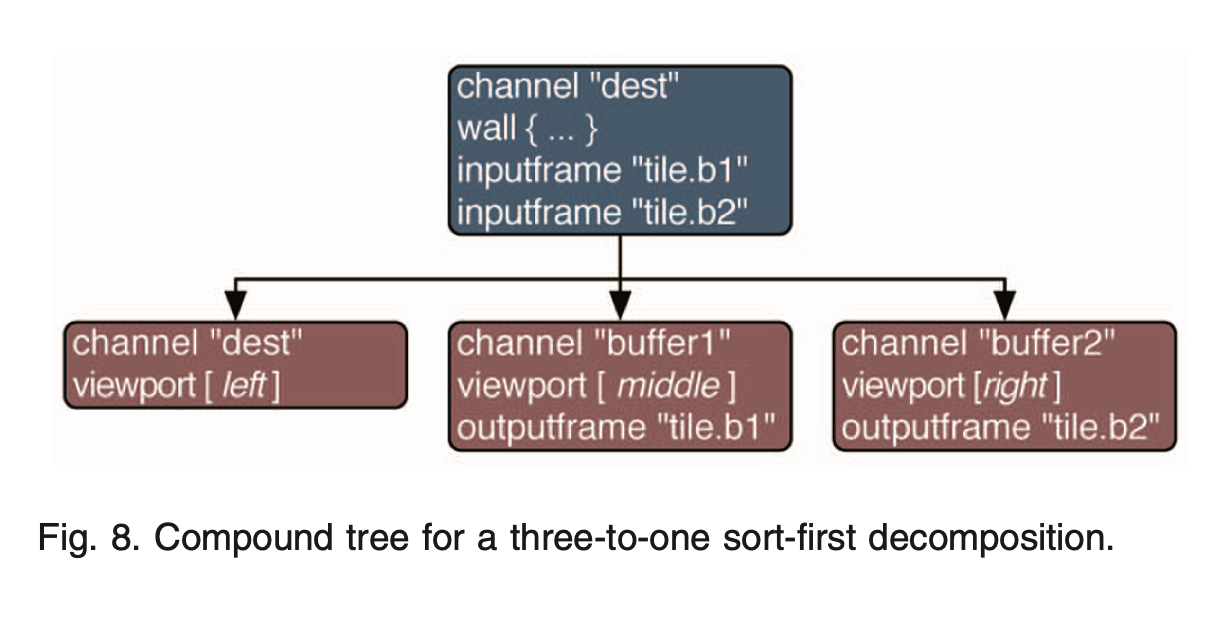 channel "dest"
wall { ... }
inputframe "tile.b1"
inputframe "tile.b2"
channel "dest"
viewport [ left ]
channel "buffer1"
viewport [ middle ]
outputframe "tile.b1"
channel "buffer2"
viewport [right]
outputframe "tile.b2"
Fig. 8. Compound tree for a three-to-one sort-first decomposition.